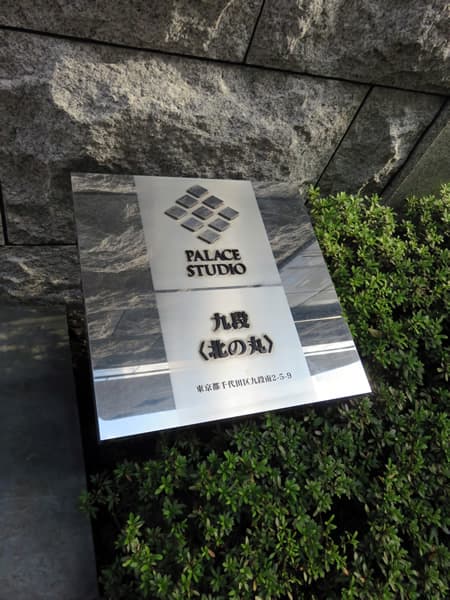 PALACE
STUDIO
九段
〈北の丸〉
東京都千代田区九段南2-5-9